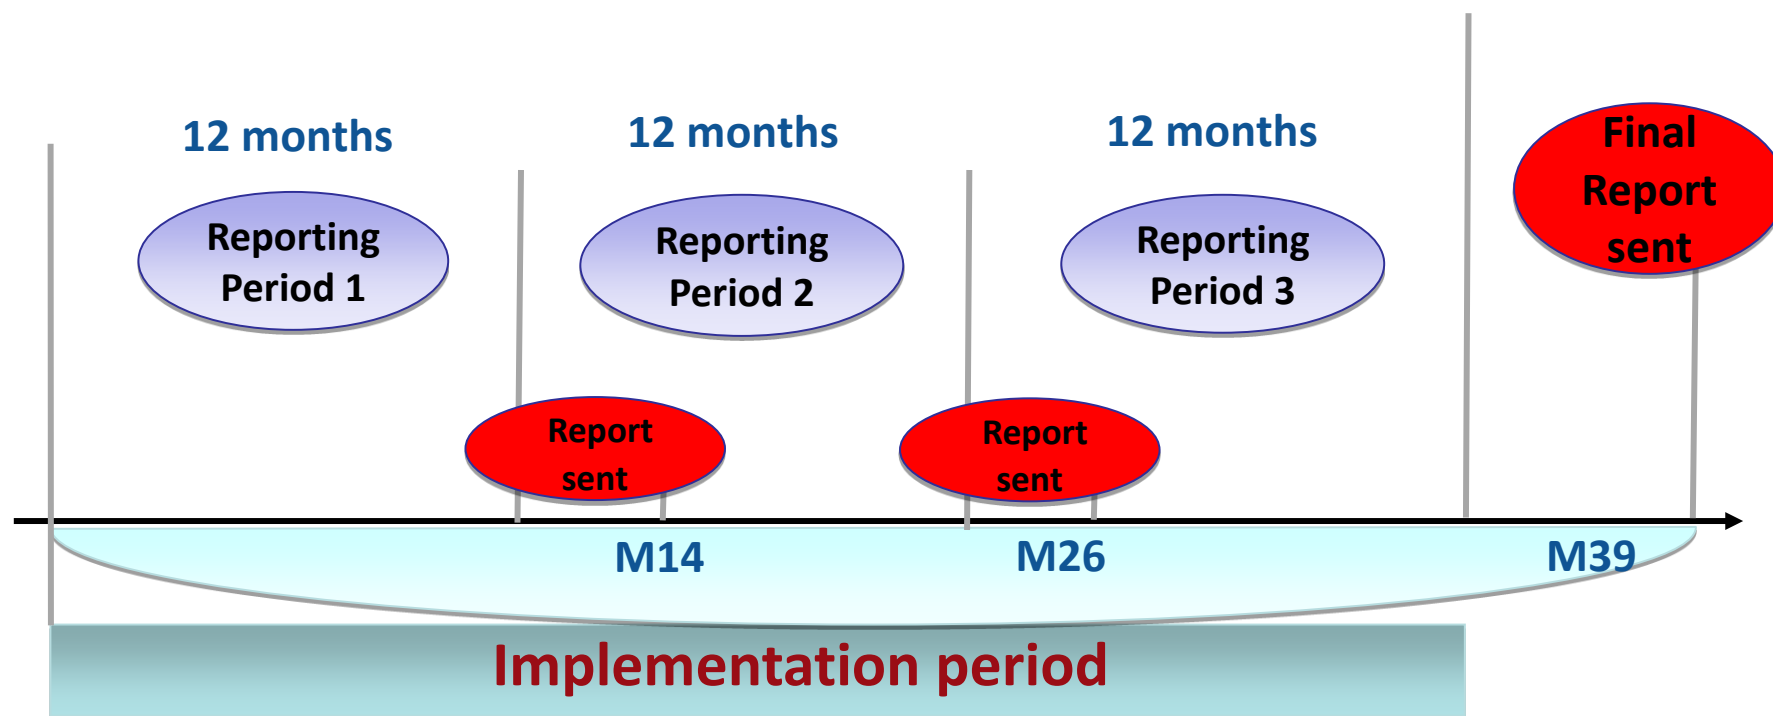 12 months
12 months
12 months
Final
Report
sent
Reporting
Period 1
Reporting
Period 2
Reporting
Period 3
Report
sent
Report
sent
M14
M26
M39
Implementation period